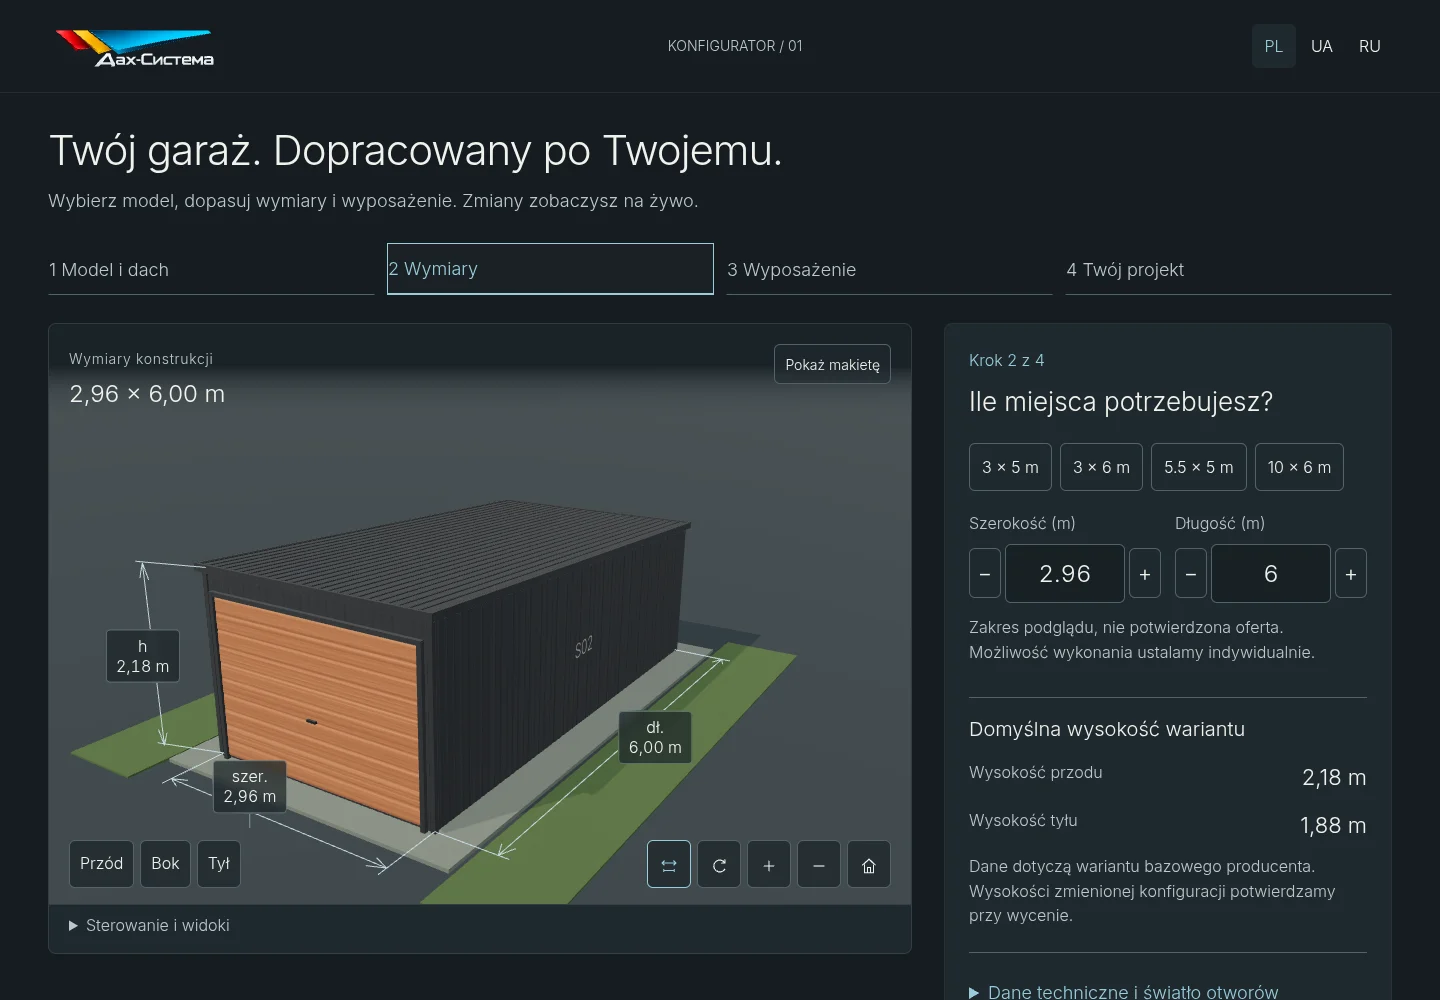 Дах-Система
KONFIGURATOR / 01
PL
UA
RU
Twój garaż. Dopracowany po Twojemu.
Wybierz model, dopasuj wymiary i wyposażenie. Zmiany zobaczysz na żywo.
1 Model i dach
2 Wymiary
3 Wyposażenie
4 Twój projekt
Wymiary konstrukcji
2,96 × 6,00 m
Pokaż makietę
h
2,18 m
S02
dł.
6,00 m
szer.
2,96 m
Przód
Bok
Tył
+
−
▶ Sterowanie i widoki
Krok 2 z 4
Ile miejsca potrzebujesz?
3 × 5 m
3 × 6 m
5.5 × 5 m
10 × 6 m
Szerokość (m)
Długość (m)
− 2.96 +
− 6 +
Zakres podglądu, nie potwierdzona oferta.
Możliwość wykonania ustalamy indywidualnie.
Domyślna wysokość wariantu
Wysokość przodu
2,18 m
Wysokość tyłu
1,88 m
Dane dotyczą wariantu bazowego producenta.
Wysokości zmienionej konfiguracji potwierdzamy
przy wycenie.
▶ Dane techniczne i światło otworów